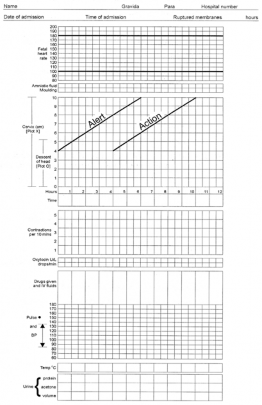 Name Gravida Para Hospital number
Date of admission Time of admission Ruptured membranes hours
200
190
180
170
160
Fetal heart rate
150
140
130
120
110
100
90
80
Amniotic fluid
Moulding
Cervix (cm)
[Plot X]
Descent
of head
[Plot O]
10
9
8
7
6
5
4
3
2
1
0
Alert
Action
Hours 1 2 3 4 5 6 7 8 9 10 11 12
Time
Contractions
per 10 mins
5
4
3
2
1
Oxytocin U/L
drops/min
Drugs given
and IV fluids
Pulse ●
and
BP
180
170
160
150
140
130
120
110
100
90
80
70
60
Temp °C
Urine {
protein
acetone
volume